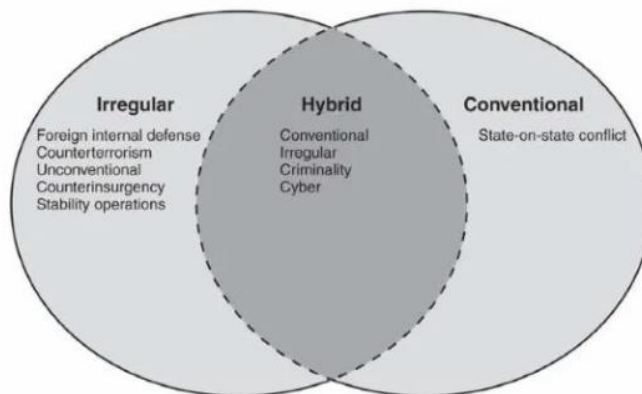 Irregular
Foreign internal defense
Counterterrorism
Unconventional
Counterinsurgency
Stability operations
Hybrid
Conventional
Irregular
Criminality
Cyber
Conventional
State-on-state conflict